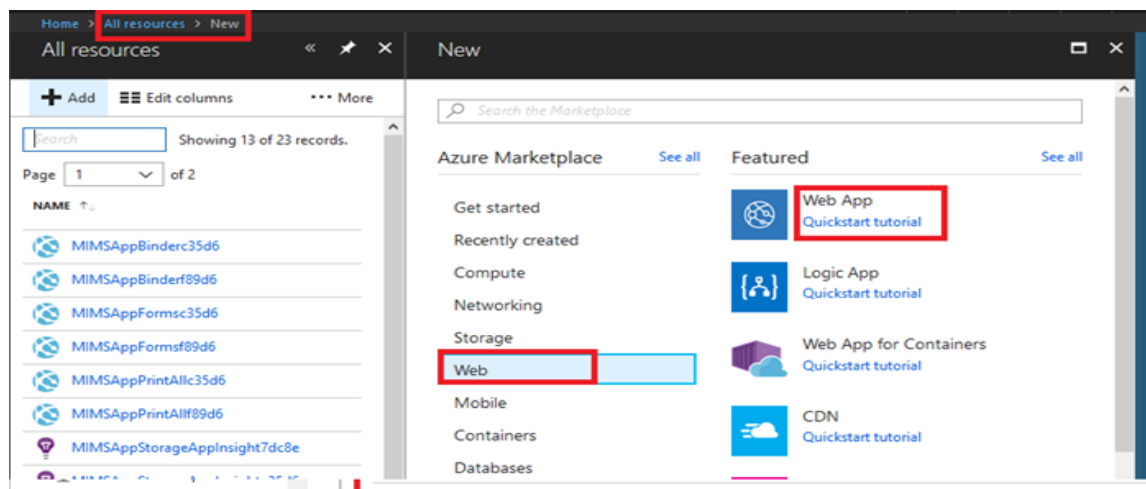 Home > All resources > New
All resources
+ Add
Edit columns
••• More
Search
Showing 13 of 23 records.
Page 1 of 2
NAME
MIMSAppBinderc35d6
MIMSAppBinderf89d6
MIMSAppFormsc35d6
MIMSAppFormsf89d6
MIMSAppPrintAllc35d6
MIMSAppPrintAllf89d6
MIMSAppStorageAppInsight7dc8e
New
Search the Marketplace
Azure Marketplace
See all
Get started
Recently created
Compute
Networking
Storage
Web
Mobile
Containers
Databases
Featured
See all
Web App
Quickstart tutorial
Logic App
Quickstart tutorial
Web App for Containers
Quickstart tutorial
CDN
Quickstart tutorial